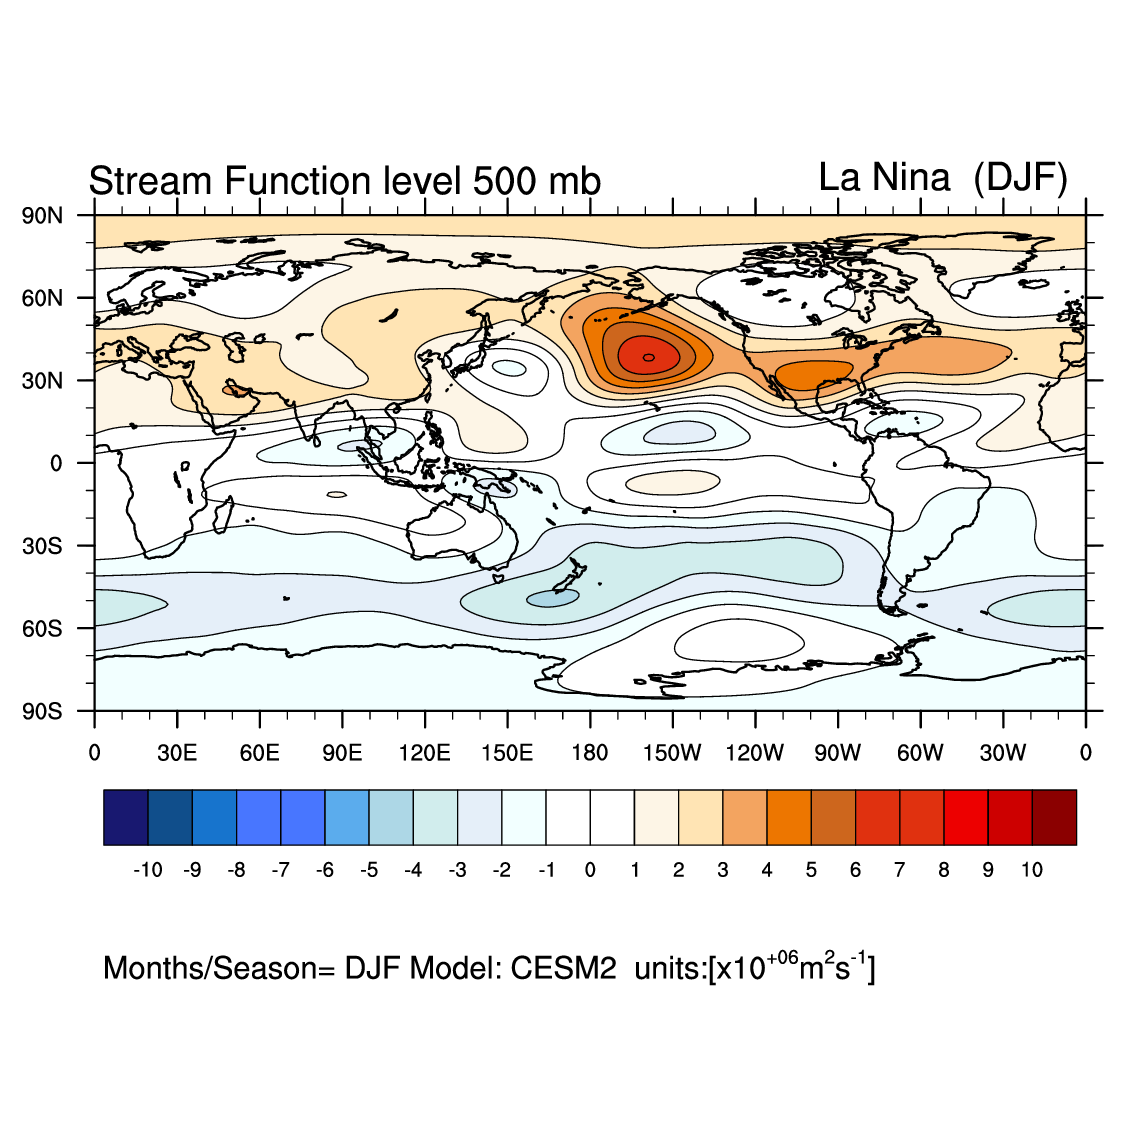 Stream Function level 500 mb
La Nina (DJF)
90N
60N
30N
0
30S
60S
90S
0 30E 60E 90E 120E 150E 180 150W 120W 90W 60W 30W 0
-10 -9 -8 -7 -6 -5 -4 -3 -2 -1 0 1 2 3 4 5 6 7 8 9 10
Months/Season= DJF Model: CESM2 units:[x10⁺⁰⁶m²s⁻¹]